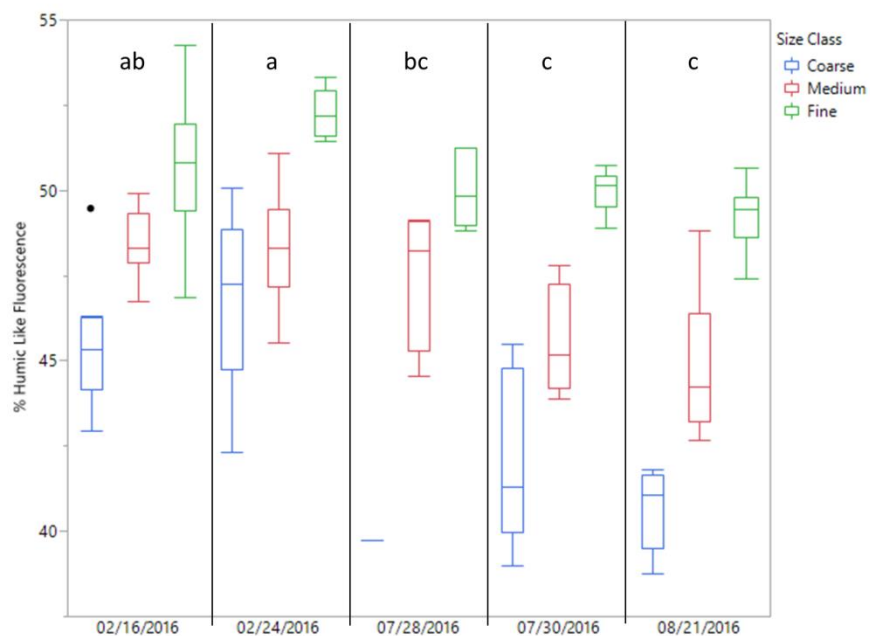 55
50
45
40
% Humic Like Fluorescence
ab
a
bc
c
c
Size Class
Coarse
Medium
Fine
02/16/2016
02/24/2016
07/28/2016
07/30/2016
08/21/2016